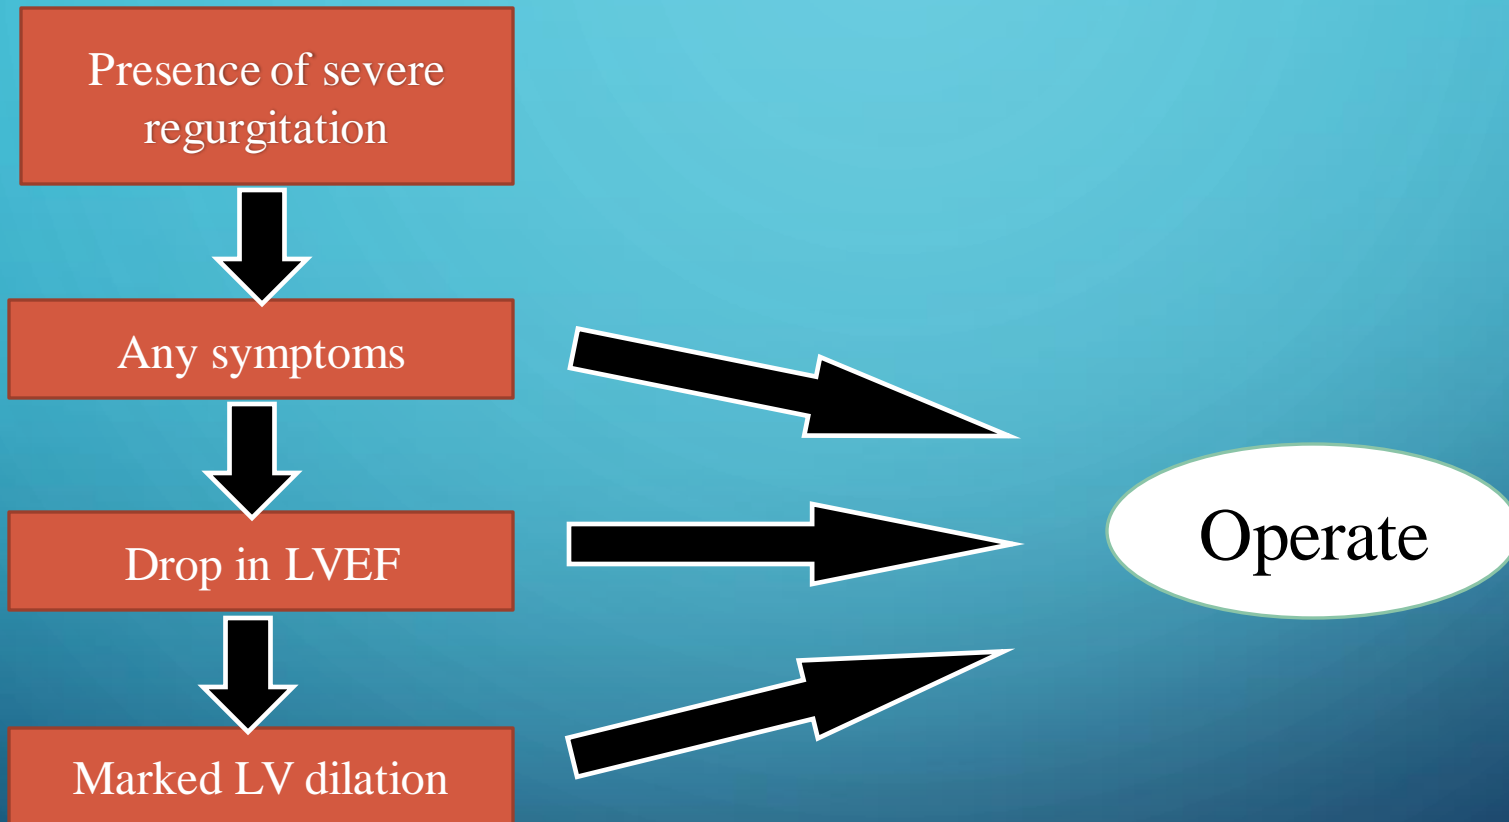 Presence of severe
regurgitation
Any symptoms
Drop in LVEF
Operate
Marked LV dilation